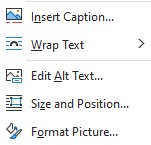 Insert Caption...
Wrap Text
Edit Alt Text...
Size and Position...
Format Picture...